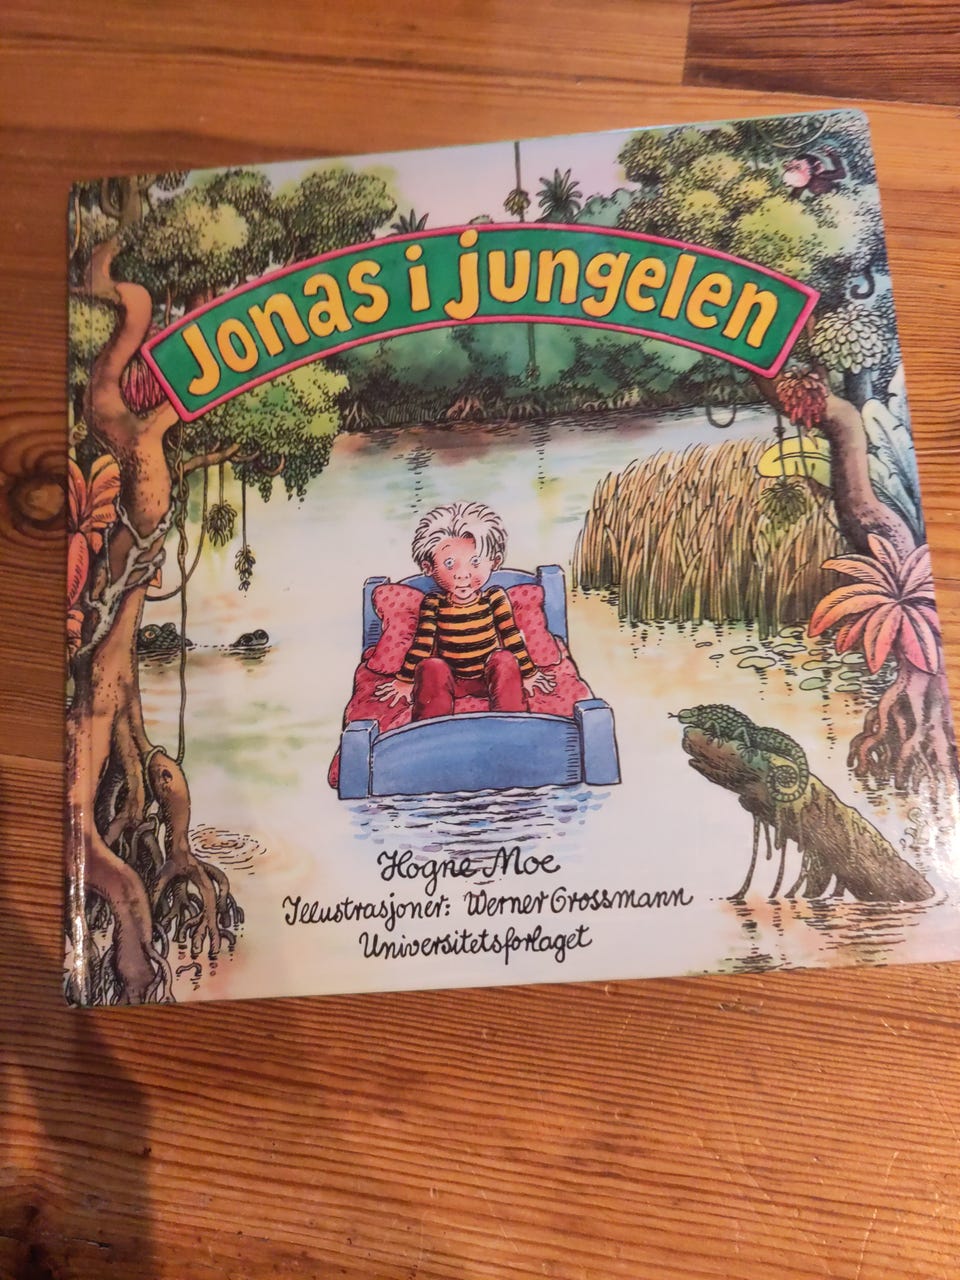 Jonas i jungelen
Hogne Moe
Illustrasjoner: Werner Grossmann
Universitetsforlaget